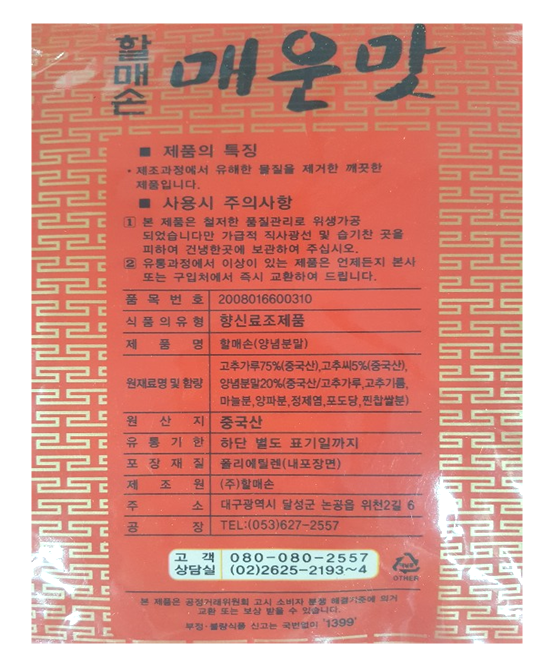 할매손 매운맛
■ 제품의 특징
· 제조과정에서 유해한 물질을 제거한 깨끗한
제품입니다.
■ 사용시 주의사항
1 본 제품은 철저한 품질관리로 위생가공
되었습니다만 가급적 직사광선 및 습기찬 곳을
피하여 건냉한곳에 보관하여 주십시오.
2 유통과정에서 이상이 있는 제품은 언제든지 본사
또는 구입처에서 즉시 교환하여 드립니다.
품목번호 2008016600310
식품의유형 향신료조제품
제품명 할매손(양념분말)
원재료명 및 함량 고추가루75%(중국산),고추씨5%(중국산),
양념분말20%(중국산/고추가루,고추기름,
마늘분,양파분,정제염,포도당,찐찹쌀분)
원산지 중국산
유통기한 하단 별도 표기일까지
포장재질 폴리에틸렌(내포장면)
제조원 (주)할매손
주소 대구광역시 달성군 논공읍 위천2길 6
공장 TEL:(053)627-2557
고객 080-080-2557
상담실 (02)2625-2193~4
OTHER
본 제품은 공정거래위원회 고시 소비자 분쟁 해결기준에 의거
교환 또는 보상 받을 수 있습니다.
부정·불량식품 신고는 국번없이 '1399'